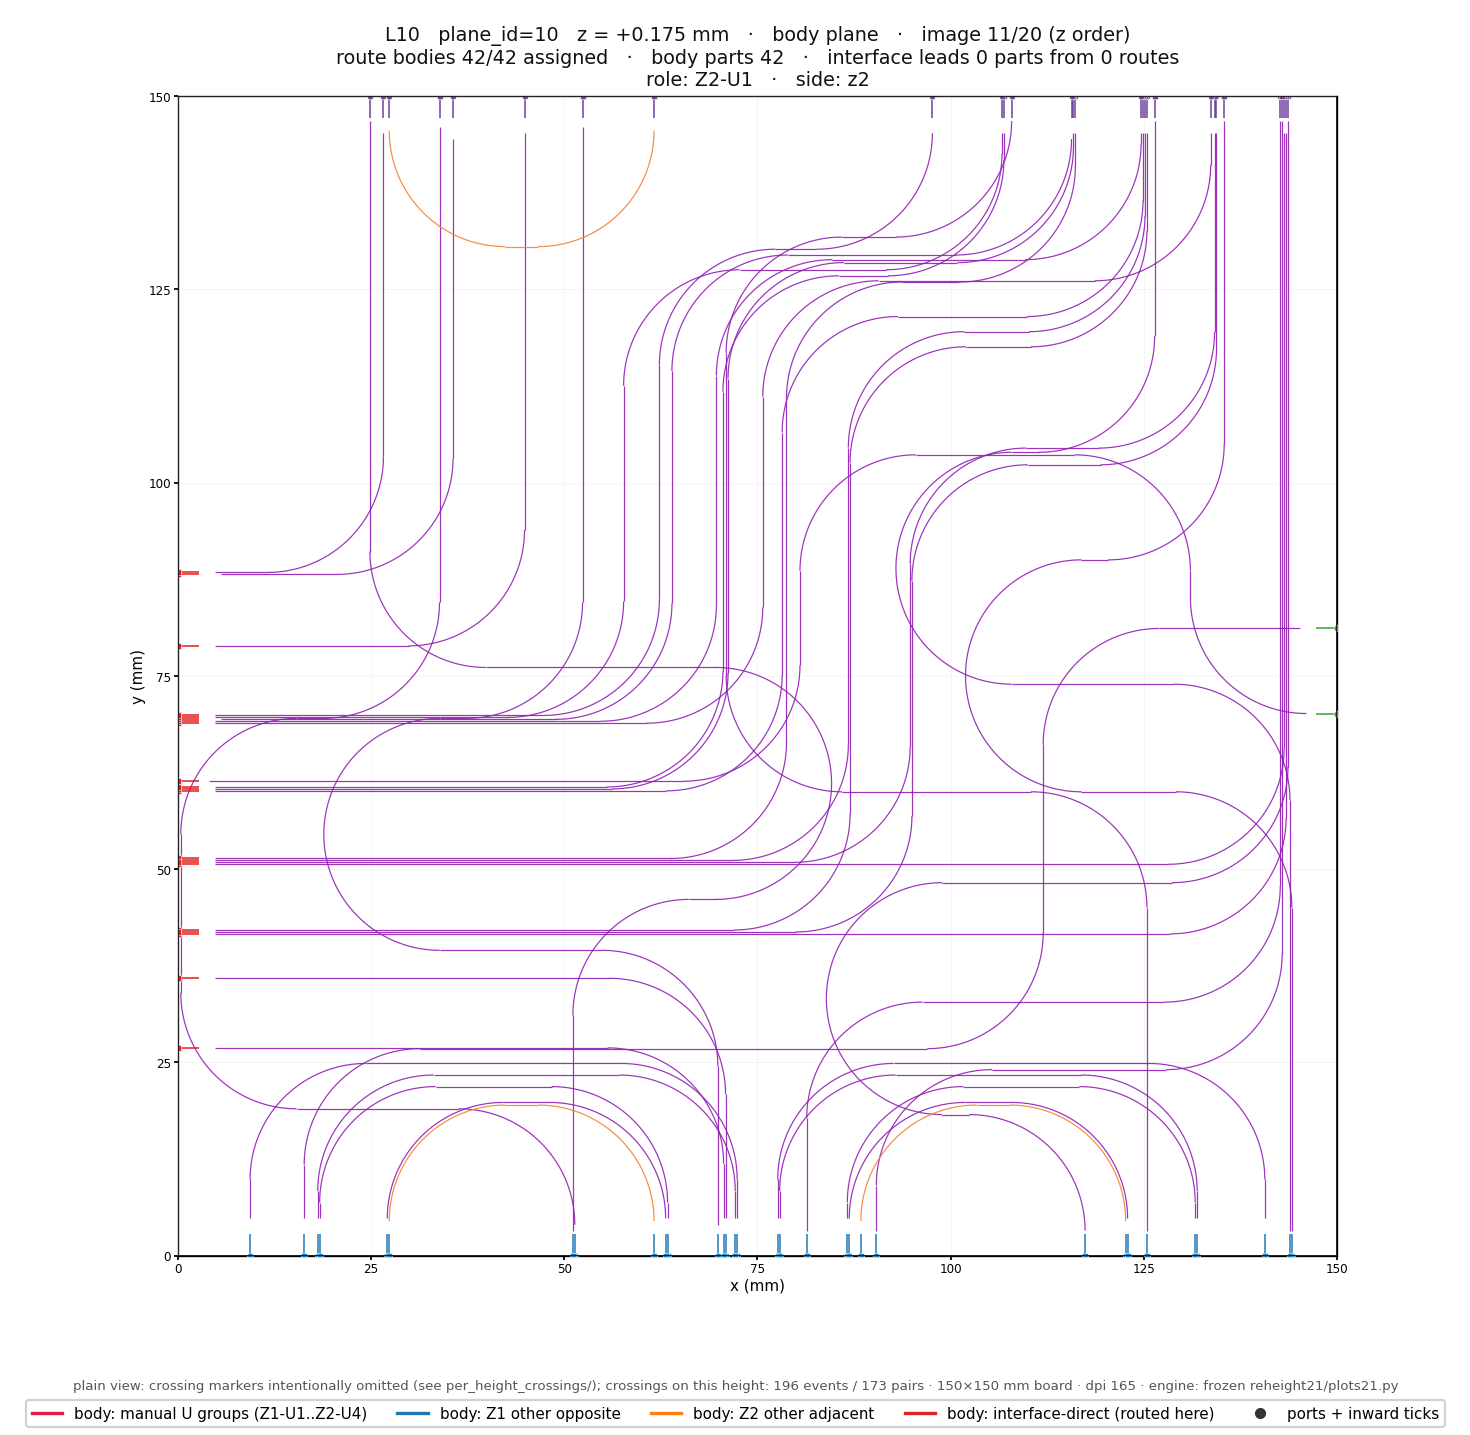 L10   plane_id=10   z = +0.175 mm   ·   body plane   ·   image 11/20 (z order)
route bodies 42/42 assigned   ·   body parts 42   ·   interface leads 0 parts from 0 routes
role: Z2-U1   ·   side: z2
150
125
100
75
50
25
0
y (mm)
0 25 50 75 100 125 150
x (mm)
plain view: crossing markers intentionally omitted (see per_height_crossings/); crossings on this height: 196 events / 173 pairs · 150×150 mm board · dpi 165 · engine: frozen reheight21/plots21.py
body: manual U groups (Z1-U1..Z2-U4) body: Z1 other opposite body: Z2 other adjacent body: interface-direct (routed here) ports + inward ticks